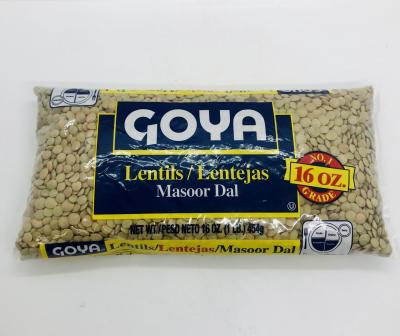 GOYA
Lentils / Lentejas
Masoor Dal
NO. 1
16 OZ.
GRADE
U
NET WT./PESO NETO 16 OZ. (1 LB.) 454g
GOYA Lentils/Lentejas/Masoor Dal